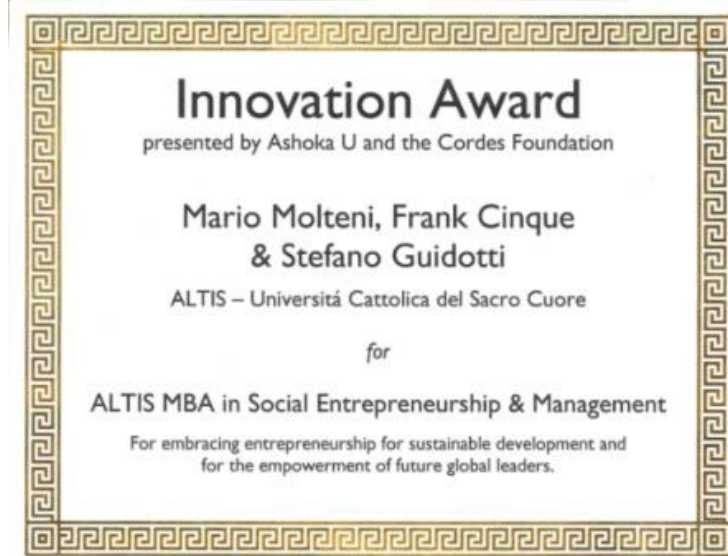 Innovation Award
presented by Ashoka U and the Cordes Foundation
Mario Molteni, Frank Cinque
& Stefano Guidotti
ALTIS – Universitá Cattolica del Sacro Cuore
for
ALTIS MBA in Social Entrepreneurship & Management
For embracing entrepreneurship for sustainable development and
for the empowerment of future global leaders.